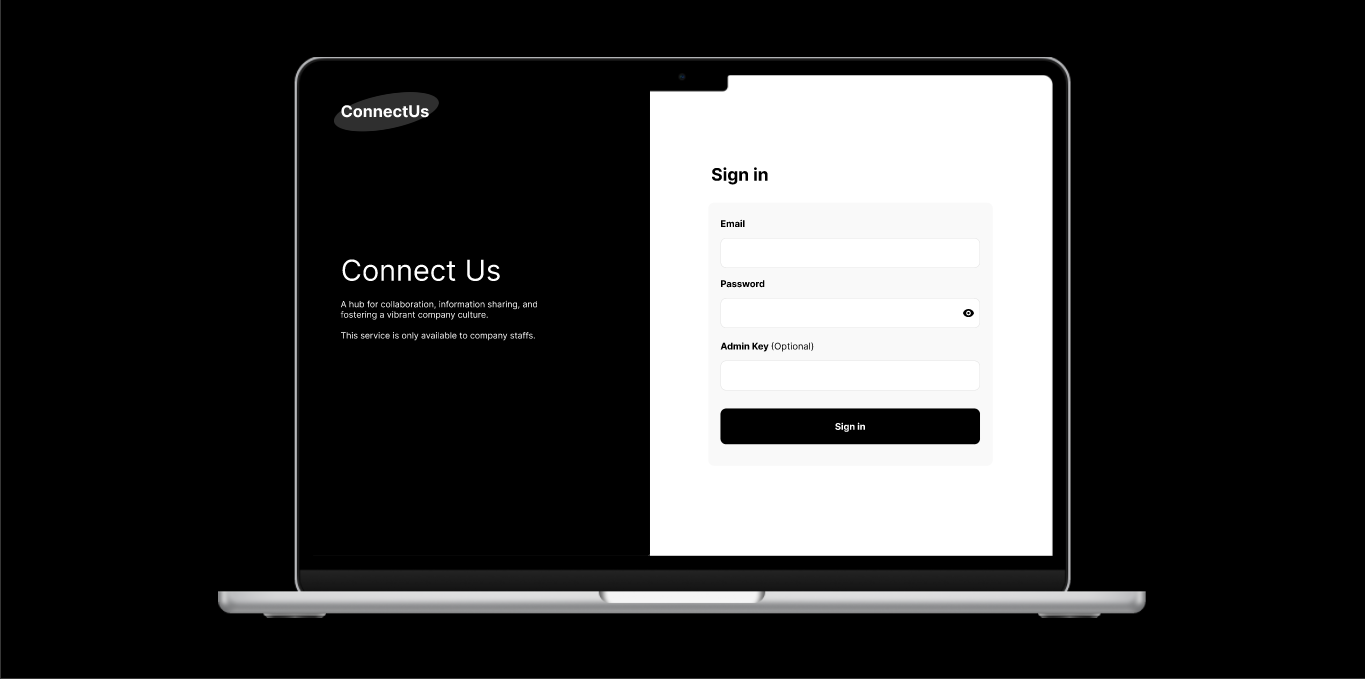 ConnectUs
Connect Us
A hub for collaboration, information sharing, and
fostering a vibrant company culture.
This service is only available to company staffs.
Sign in
Email
Password
Admin Key (Optional)
Sign in